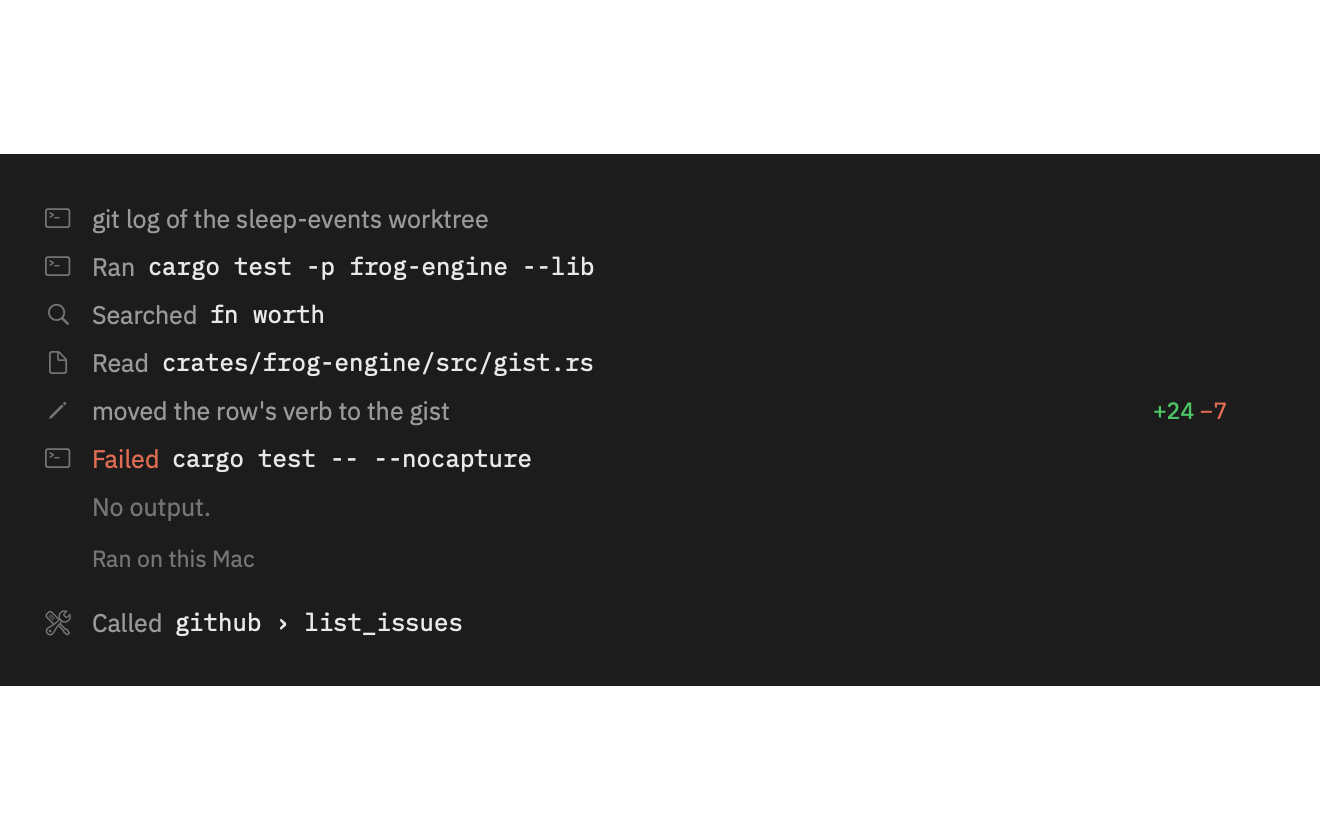 git log of the sleep-events worktree
Ran cargo test -p frog-engine --lib
Searched fn worth
Read crates/frog-engine/src/gist.rs
moved the row's verb to the gist +24 −7
Failed cargo test -- --nocapture
No output.
Ran on this Mac
Called github › list_issues